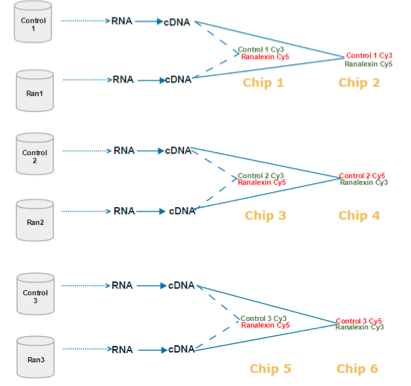 Control
1
RNA
cDNA
Control 1 Cy3
Ranalexin Cy5
Control 1 Cy3
Ranalexin Cy5
Ran1
RNA
cDNA
Chip 1
Chip 2
Control
2
RNA
cDNA
Control 2 Cy3
Ranalexin Cy5
Control 2 Cy5
Ranalexin Cy3
Ran2
RNA
cDNA
Chip 3
Chip 4
Control
3
RNA
cDNA
Control 3 Cy3
Ranalexin Cy5
Control 3 Cy5
Ranalexin Cy3
Ran3
RNA
cDNA
Chip 5
Chip 6